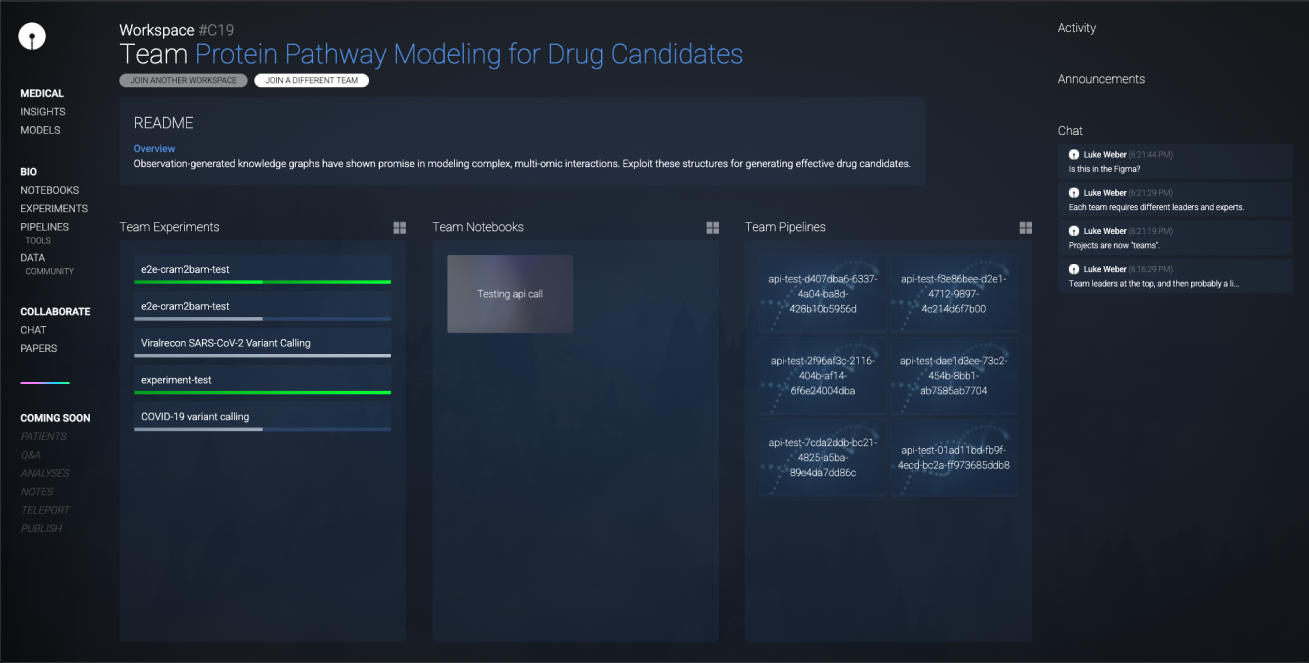 Workspace #C19
Team Protein Pathway Modeling for Drug Candidates
JOIN ANOTHER WORKSPACE
JOIN A DIFFERENT TEAM
MEDICAL
INSIGHTS
MODELS
BIO
NOTEBOOKS
EXPERIMENTS
PIPELINES
TOOLS
DATA
COMMUNITY
COLLABORATE
CHAT
PAPERS
COMING SOON
PATIENTS
Q&A
ANALYSES
NOTES
TELEPORT
PUBLISH
README
Overview
Observation-generated knowledge graphs have shown promise in modeling complex, multi-omic interactions. Exploit these structures for generating effective drug candidates.
Team Experiments
e2e-cram2bam-test
e2e-cram2bam-test
Viralrecon SARS-CoV-2 Variant Calling
experiment-test
COVID-19 variant calling
Team Notebooks
Testing api call
Team Pipelines
api-test-d407dba6-6337-
4a04-ba8d-
428b10b5956d
api-test-f3e86bee-d2e1-
4712-9897-
4c214d6f7b00
api-test-2f96af3c-2116-
404b-af14-
6f6e24004dba
api-test-dae1d3ee-73c2-
454b-8bb1-
ab7585ab7704
api-test-7cda2ddb-bc21-
4825-a5ba-
89e4da7dd86c
api-test-01ad11bd-fb9f-
4ecd-bc2a-ff973685ddb8
Activity
Announcements
Chat
Luke Weber (6:21:44 PM)
Is this in the Figma?
Luke Weber (6:21:29 PM)
Each team requires different leaders and experts.
Luke Weber (6:21:19 PM)
Projects are now "teams".
Luke Weber (6:16:29 PM)
Team leaders at the top, and then probably a li...